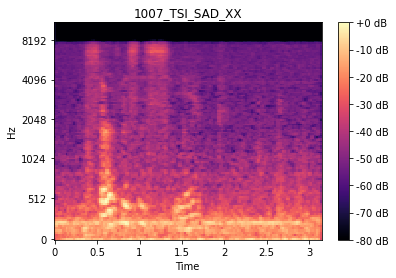 1007_TSI_SAD_XX
+0 dB
8192
-10 dB
4096
-20 dB
-30 dB
2048
-40 dB
Hz
1024
-50 dB
-60 dB
512
-70 dB
0
-80 dB
0 0.5 1 1.5 2 2.5 3
Time